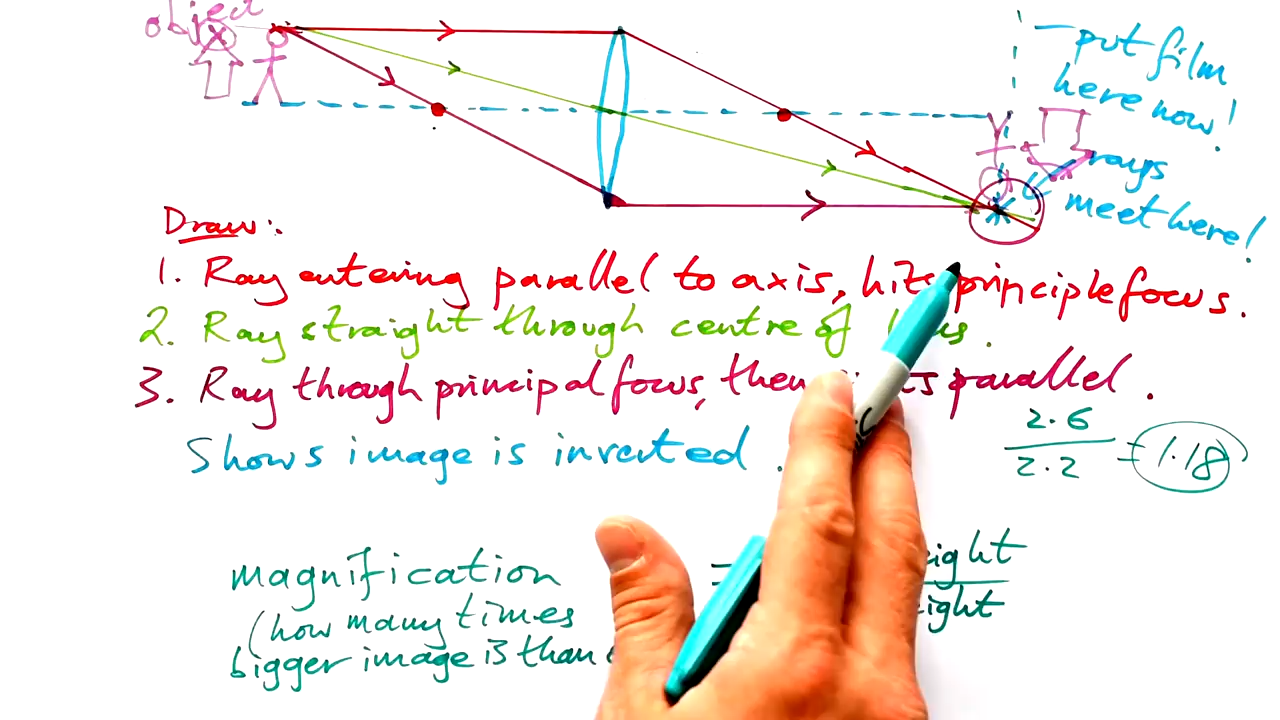 object
put film
here now!
rays
meet here!
Draw:
1. Ray entering parallel to axis, hits principle focus.
2. Ray straight through centre of
3. Ray through principal focus, then parallel.
Shows image is inverted.
2.6
2.2
= 1.18
magnification =
(how many times
bigger image is than